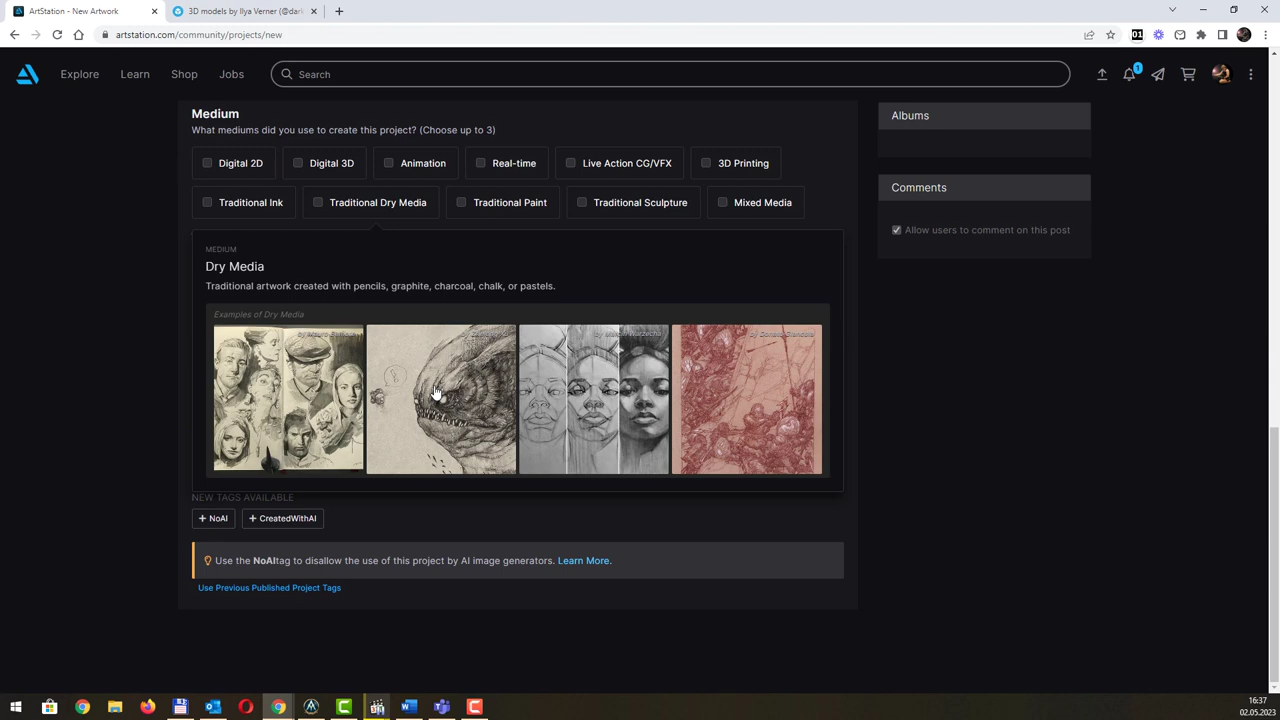 ArtStation - New Artwork
3D models by Ilya Verner (@dark
artstation.com/community/projects/new
01
Explore
Learn
Shop
Jobs
Search
1
Medium
What mediums did you use to create this project? (Choose up to 3)
Digital 2D
Digital 3D
Animation
Real-time
Live Action CG/VFX
3D Printing
Traditional Ink
Traditional Dry Media
Traditional Paint
Traditional Sculpture
Mixed Media
MEDIUM
Dry Media
Traditional artwork created with pencils, graphite, charcoal, chalk, or pastels.
Examples of Dry Media
NEW TAGS AVAILABLE
+ NoAI
+ CreatedWithAI
Use the NoAItag to disallow the use of this project by AI image generators. Learn More.
Use Previous Published Project Tags
Albums
Comments
Allow users to comment on this post
16:37
02.05.2023